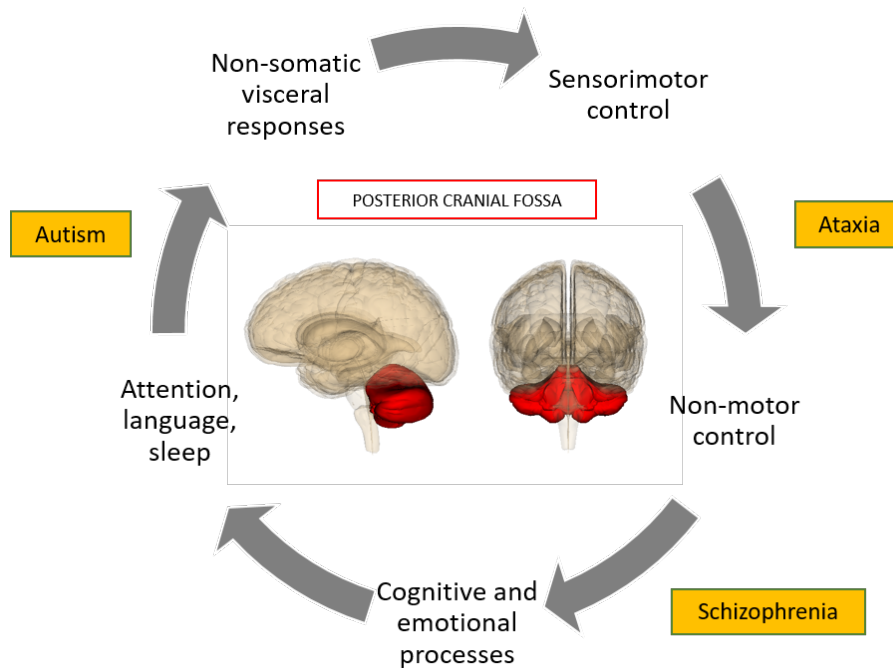 Non-somatic
visceral
responses
Sensorimotor
control
POSTERIOR CRANIAL FOSSA
Autism
Ataxia
Attention,
language,
sleep
Non-motor
control
Cognitive and
emotional
processes
Schizophrenia